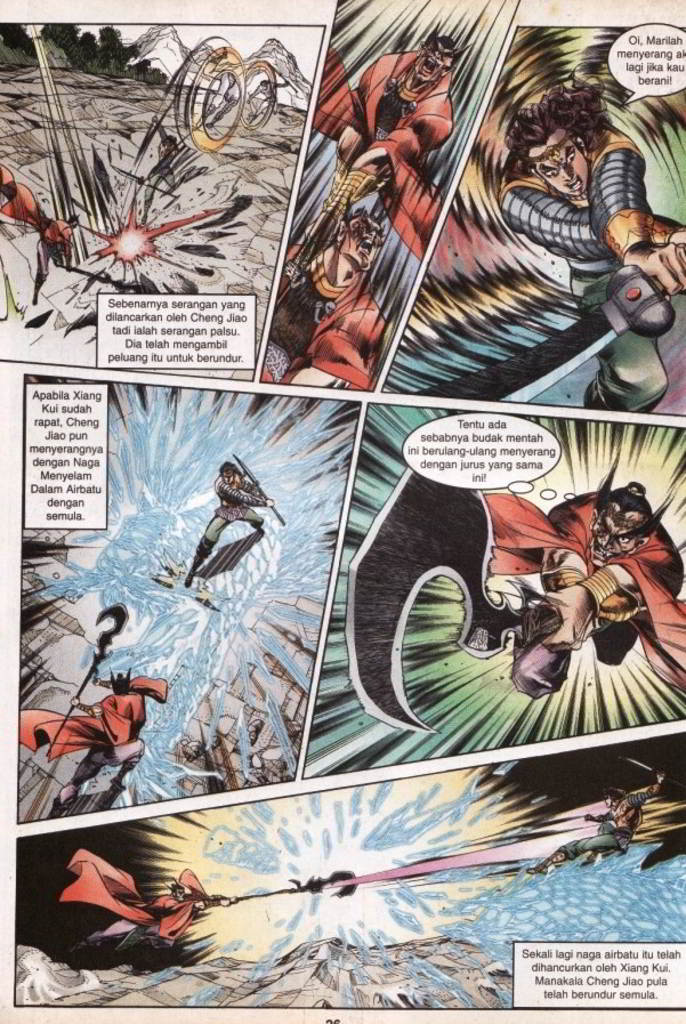 Sebenarnya serangan yang
dilancarkan oleh Cheng Jiao
tadi ialah serangan palsu.
Dia telah mengambil
peluang itu untuk berundur.
Oi, Marilah
menyerang ak
lagi jika kau
berani!
Apabila Xiang
Kui sudah
rapat, Cheng
Jiao pun
menyerangnya
dengan Naga
Menyelam
Dalam Airbatu
dengan
semula.
Tentu ada
sebabnya budak mentah
ini berulang-ulang menyerang
dengan jurus yang sama
ini!
Sekali lagi naga airbatu itu telah
dihancurkan oleh Xiang Kui.
Manakala Cheng Jiao pula
telah berundur semula.